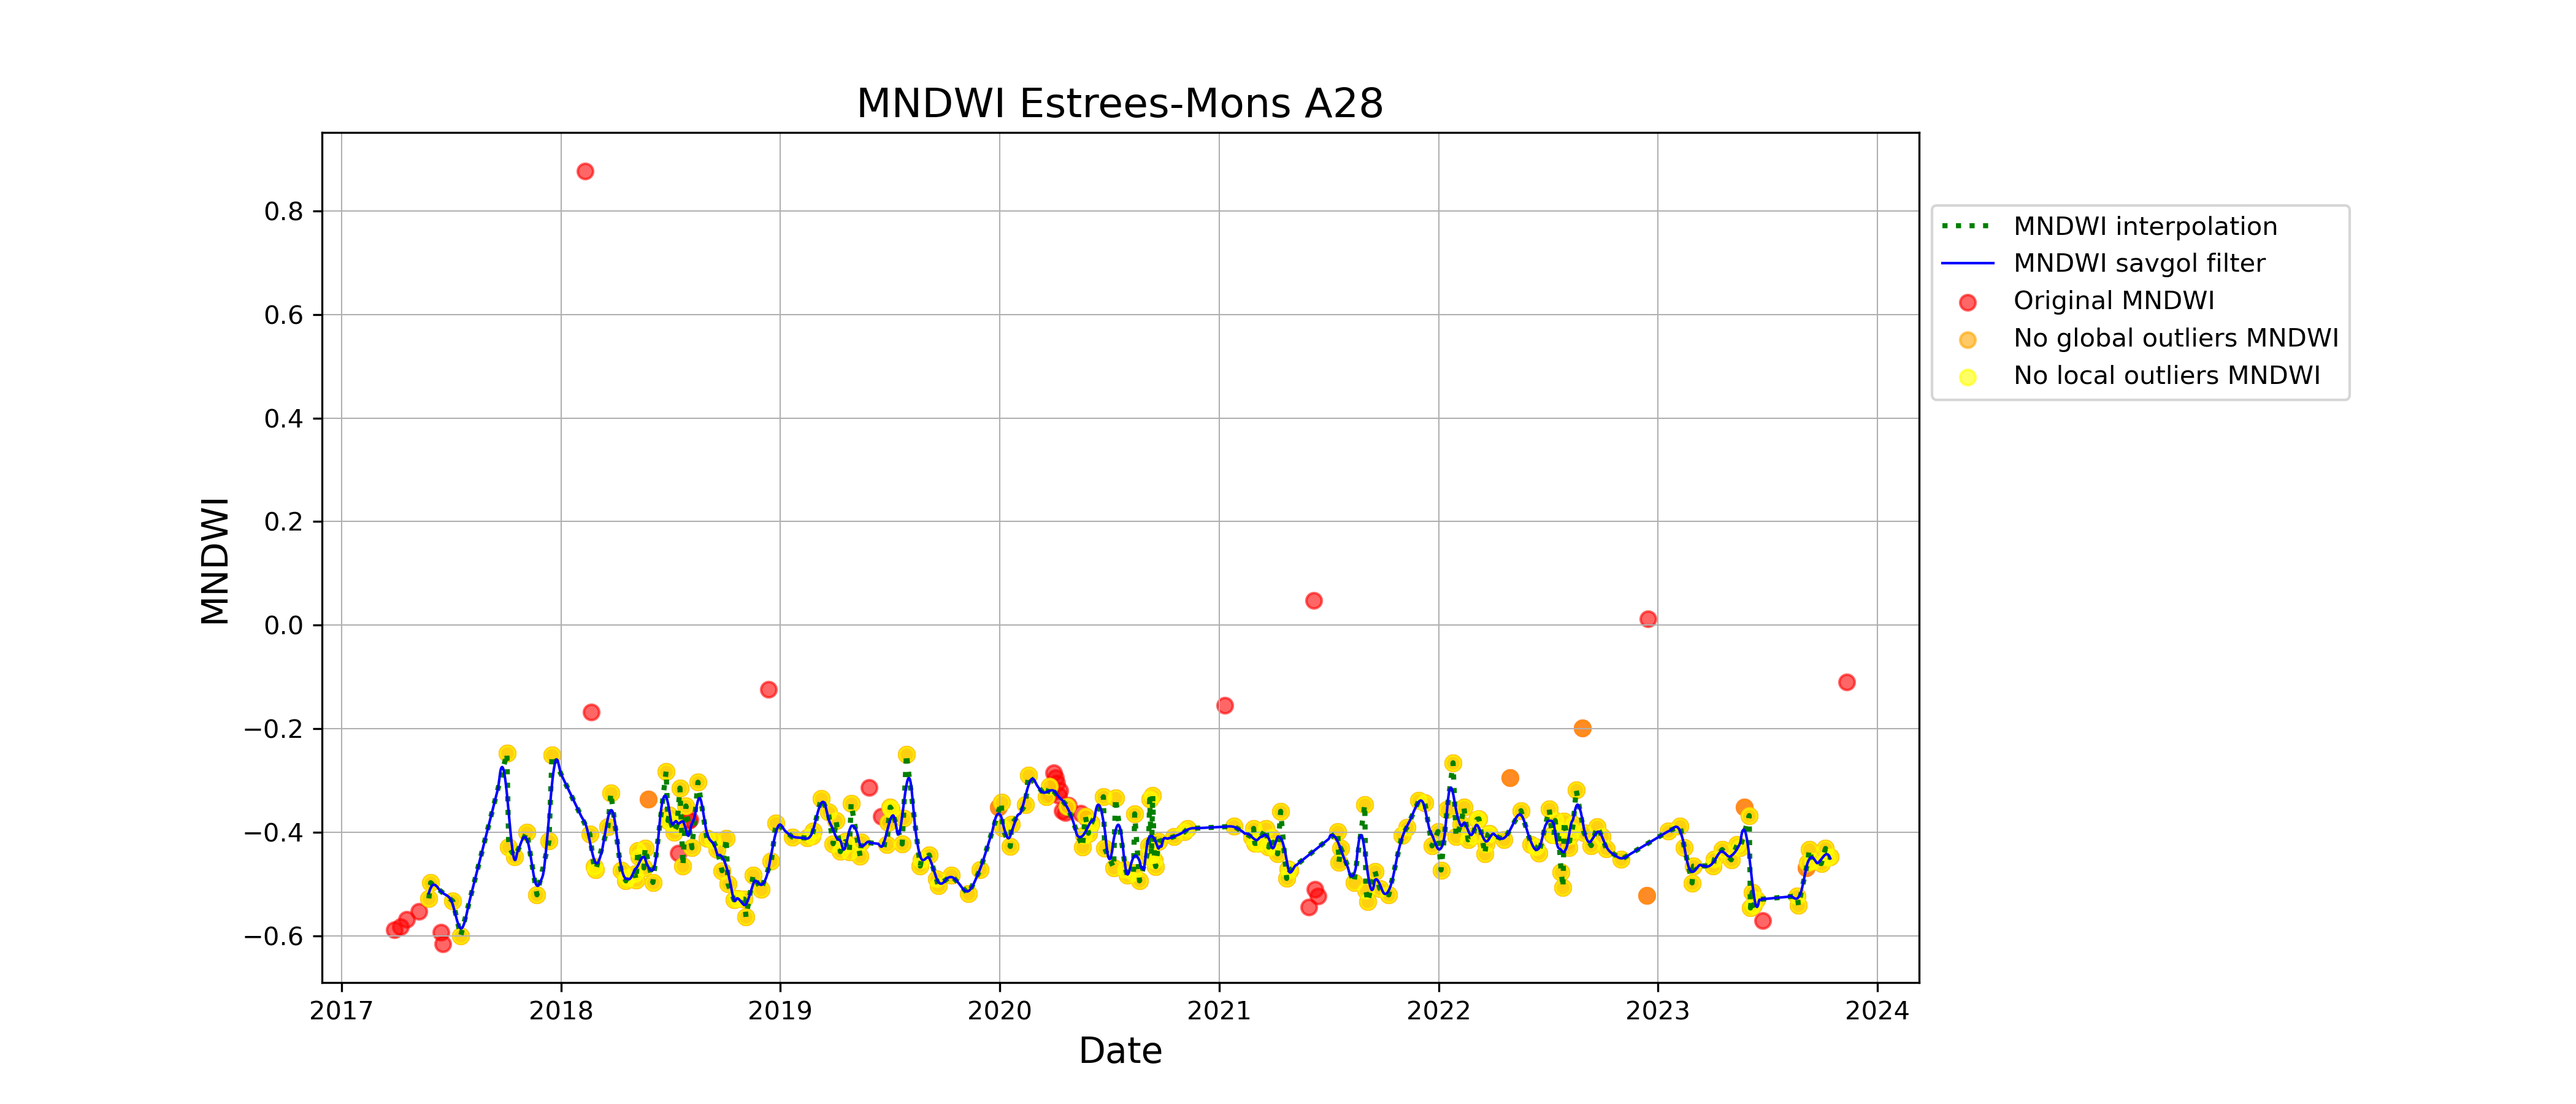 MNDWI Estrees-Mons A28
MNDWI
0.8
0.6
0.4
0.2
0.0
−0.2
−0.4
−0.6
2017 2018 2019 2020 2021 2022 2023 2024
Date
MNDWI interpolation
MNDWI savgol filter
Original MNDWI
No global outliers MNDWI
No local outliers MNDWI